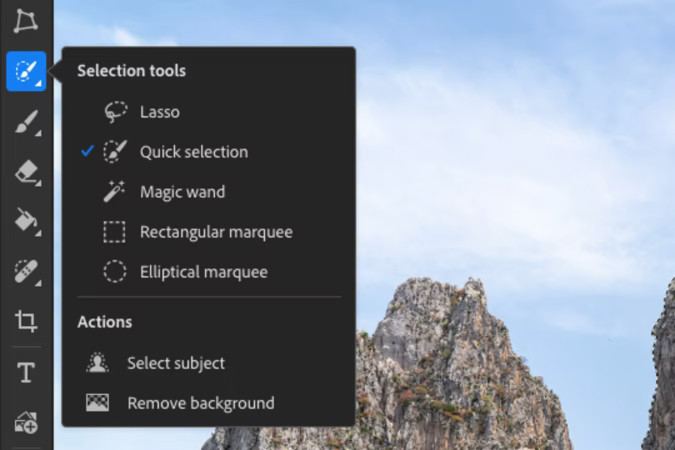 Selection tools
Lasso
Quick selection
Magic wand
Rectangular marquee
Elliptical marquee
Actions
Select subject
Remove background
T